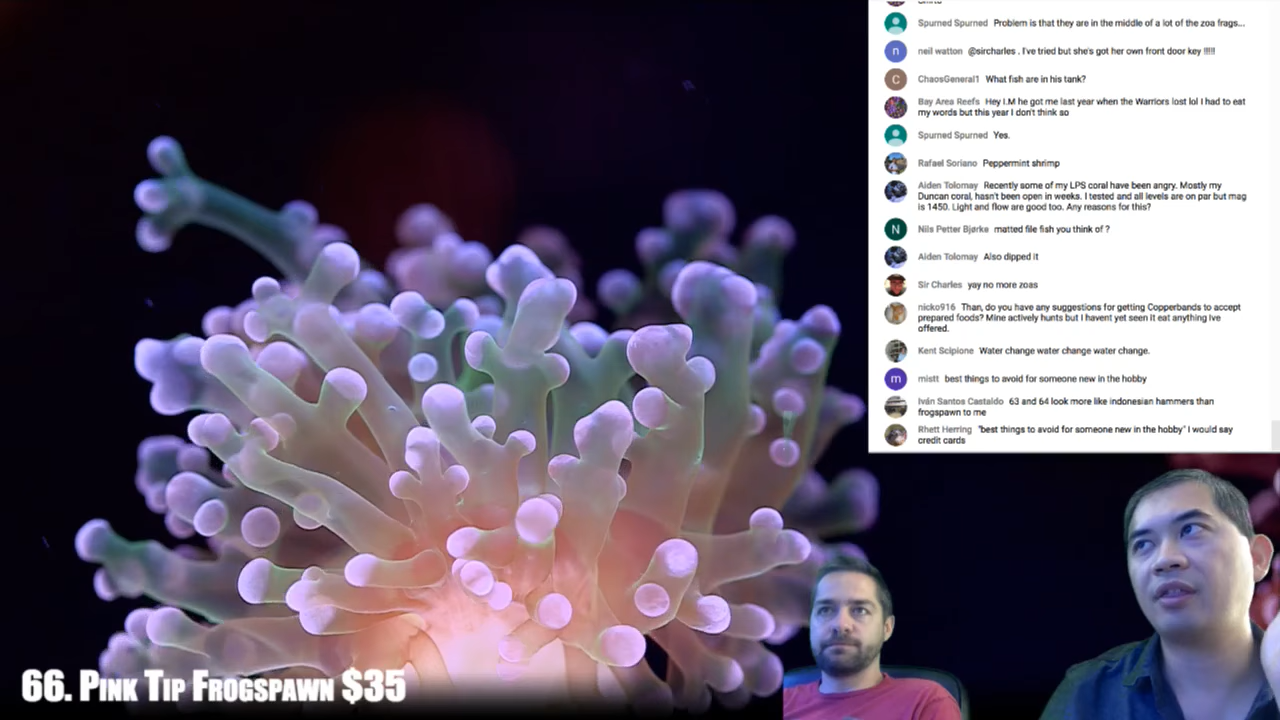 Spurned Spurned Problem is that they are in the middle of a lot of the zoa frags...
n neil watton @sircharles . I've tried but she's got her own front door key !!!!!
C ChaosGeneral1 What fish are in his tank?
Bay Area Reefs Hey I.M he got me last year when the Warriors lost lol I had to eat
my words but this year I don't think so
Spurned Spurned Yes.
Rafael Soriano Peppermint shrimp
Aiden Tolomay Recently some of my LPS coral have been angry. Mostly my
Duncan coral, hasn't been open in weeks. I tested and all levels are on par but mag
is 1450. Light and flow are good too. Any reasons for this?
N Nils Petter Bjørke matted file fish you think of ?
Aiden Tolomay Also dipped it
Sir Charles yay no more zoas
nicko916 Than, do you have any suggestions for getting Copperbands to accept
prepared foods? Mine actively hunts but I havent yet seen it eat anything Ive
offered.
Kent Scipione Water change water change water change.
m mistt best things to avoid for someone new in the hobby
Iván Santos Castaldo 63 and 64 look more like indonesian hammers than
frogspawn to me
Rhett Herring "best things to avoid for someone new in the hobby" I would say
credit cards
66. Pink Tip Frogspawn $35